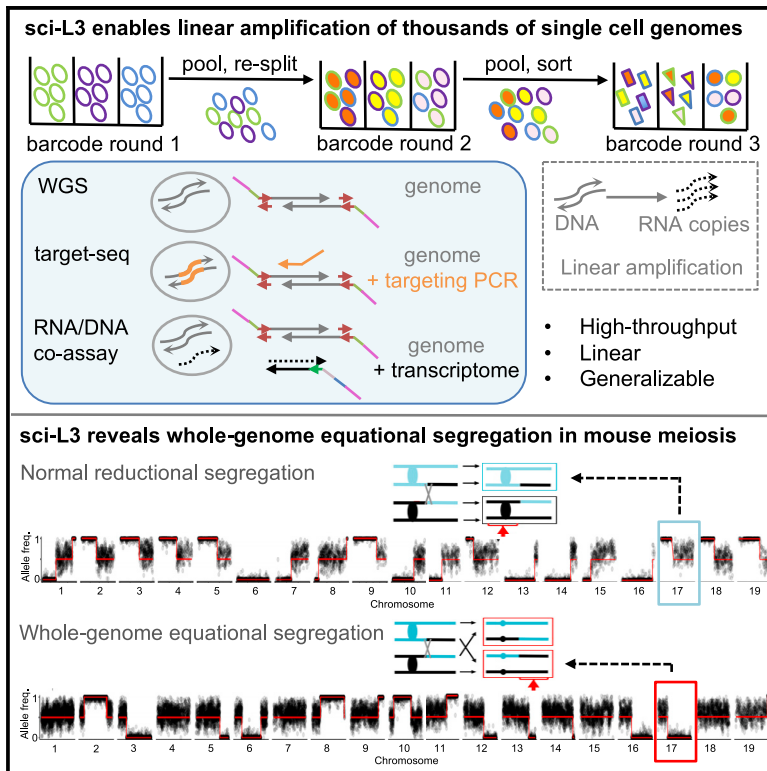 sci-L3 enables linear amplification of thousands of single cell genomes
pool, re-split
pool, sort
barcode round 1
barcode round 2
barcode round 3
WGS
genome
target-seq
genome
+ targeting PCR
RNA/DNA
co-assay
genome
+ transcriptome
DNA
RNA copies
Linear amplification
• High-throughput
• Linear
• Generalizable
sci-L3 reveals whole-genome equational segregation in mouse meiosis
Normal reductional segregation
Allele freq.
1
0
1 2 3 4 5 6 7 8 9 10 11 12 13 14 15 16 17 18 19
Chromosome
Whole-genome equational segregation
Allele freq.
1
0
1 2 3 4 5 6 7 8 9 10 11 12 13 14 15 16 17 18 19
Chromosome